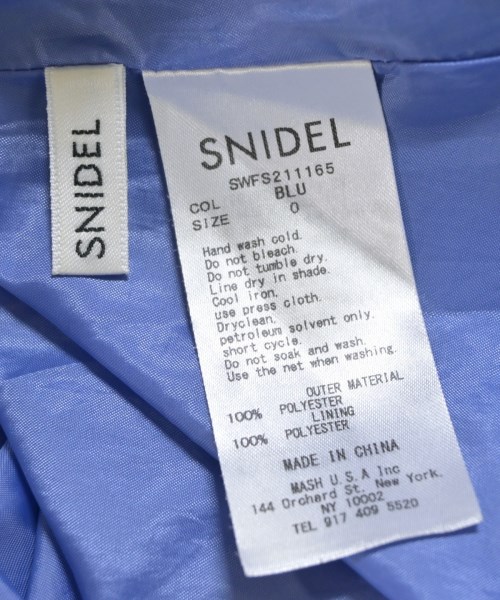 SNIDEL
SNIDEL
SWFS211165
COL BLU
SIZE 0
Hand wash cold.
Do not bleach.
Do not tumble dry.
Line dry in shade.
Cool iron.
use press cloth.
Dryclean.
petroleum solvent only.
short cycle.
Do not soak and wash.
Use the net when washing.
OUTER MATERIAL
100% POLYESTER
LINING
100% POLYESTER
MADE IN CHINA
MASH U.S.A Inc
144 Orchard St. New York.
NY 10002
TEL 917 409 5520